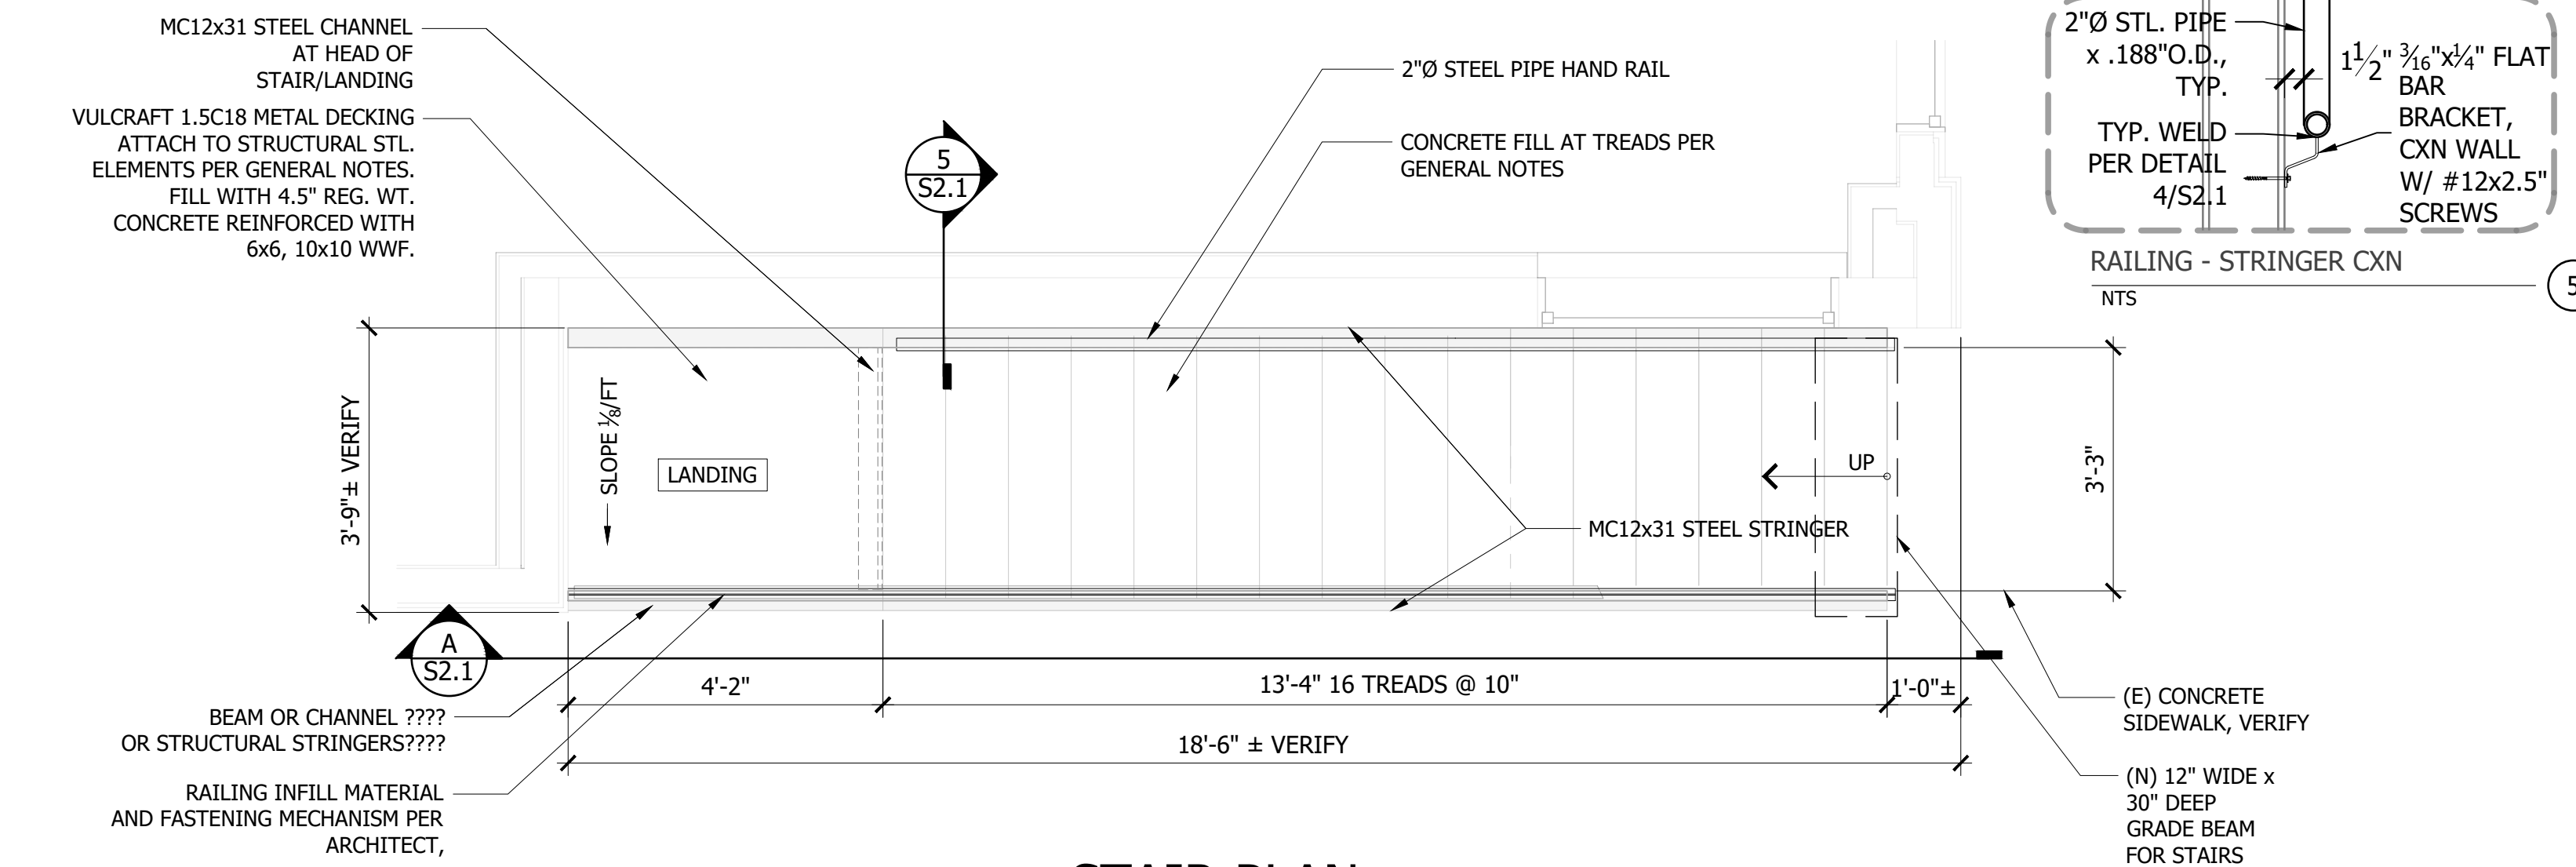 MC12x31 STEEL CHANNEL
AT HEAD OF
STAIR/LANDING
VULCRAFT 1.5C18 METAL DECKING
ATTACH TO STRUCTURAL STL.
ELEMENTS PER GENERAL NOTES.
FILL WITH 4.5" REG. WT.
CONCRETE REINFORCED WITH
6x6, 10x10 WWF.
5
S2.1
2"Ø STEEL PIPE HAND RAIL
CONCRETE FILL AT TREADS PER
GENERAL NOTES
2"Ø STL. PIPE
x .188"O.D.,
TYP.
TYP. WELD
PER DETAIL
4/S2.1
1 1/2"
3/16"x1/4" FLAT
BAR
BRACKET,
CXN WALL
W/ #12x2.5"
SCREWS
RAILING - STRINGER CXN
NTS
5
3'-9"± VERIFY
SLOPE 1/8/FT
LANDING
UP
MC12x31 STEEL STRINGER
3'-3"
A
S2.1
4'-2"
13'-4" 16 TREADS @ 10"
1'-0"±
18'-6" ± VERIFY
BEAM OR CHANNEL ????
OR STRUCTURAL STRINGERS????
RAILING INFILL MATERIAL
AND FASTENING MECHANISM PER
ARCHITECT,
(E) CONCRETE
SIDEWALK, VERIFY
(N) 12" WIDE x
30" DEEP
GRADE BEAM
FOR STAIRS
STAIR PLAN